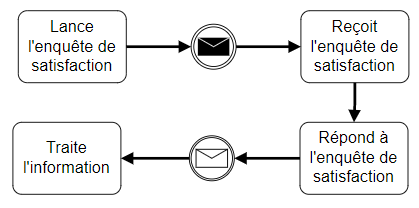 Lance
l'enquête de
satisfaction
Reçoit
l'enquête de
satisfaction
Répond à
l'enquête de
satisfaction
Traite
l'information